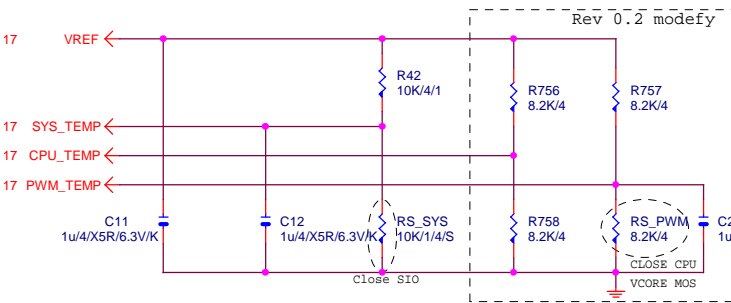 Rev 0.2 modefy
17 VREF
R42
10K/4/1
R756
8.2K/4
R757
8.2K/4
17 SYS_TEMP
17 CPU_TEMP
17 PWM_TEMP
C11
1u/4/X5R/6.3V/K
C12
1u/4/X5R/6.3V/K
RS_SYS
10K/1/4/S
R758
8.2K/4
RS_PWM
8.2K/4
C2
1u
Close SIO
CLOSE CPU
VCORE MOS